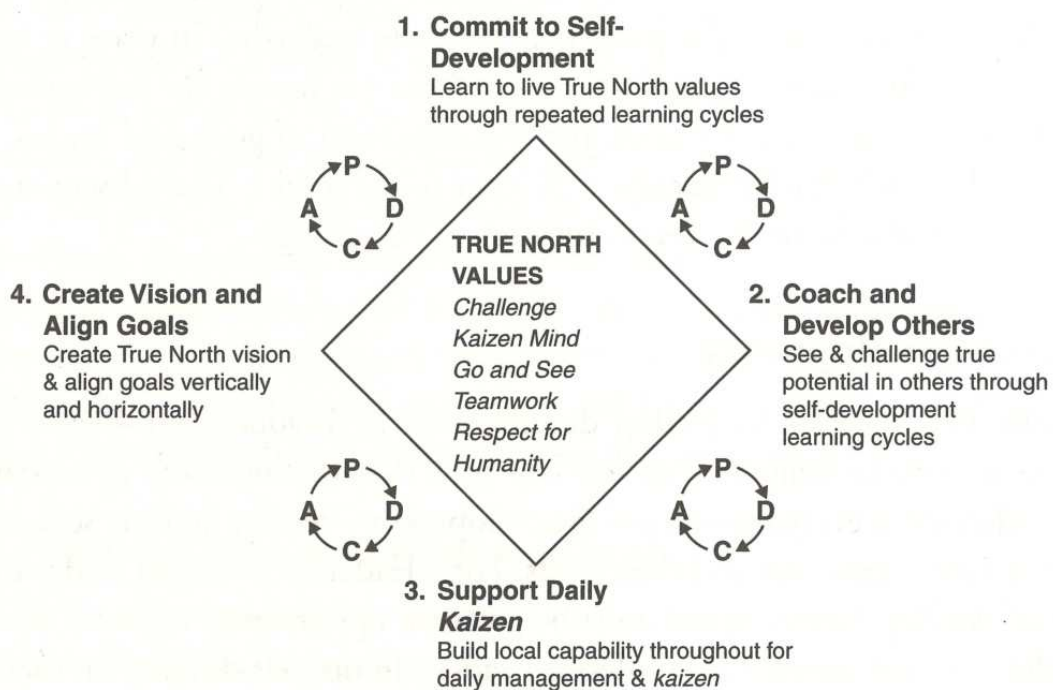 1. Commit to Self-
Development
Learn to live True North values
through repeated learning cycles
P
D
C
A
P
D
C
A
TRUE NORTH
VALUES
Challenge
Kaizen Mind
Go and See
Teamwork
Respect for
Humanity
4. Create Vision and
Align Goals
Create True North vision
& align goals vertically
and horizontally
2. Coach and
Develop Others
See & challenge true
potential in others through
self-development
learning cycles
P
D
C
A
P
D
C
A
3. Support Daily
Kaizen
Build local capability throughout for
daily management & kaizen